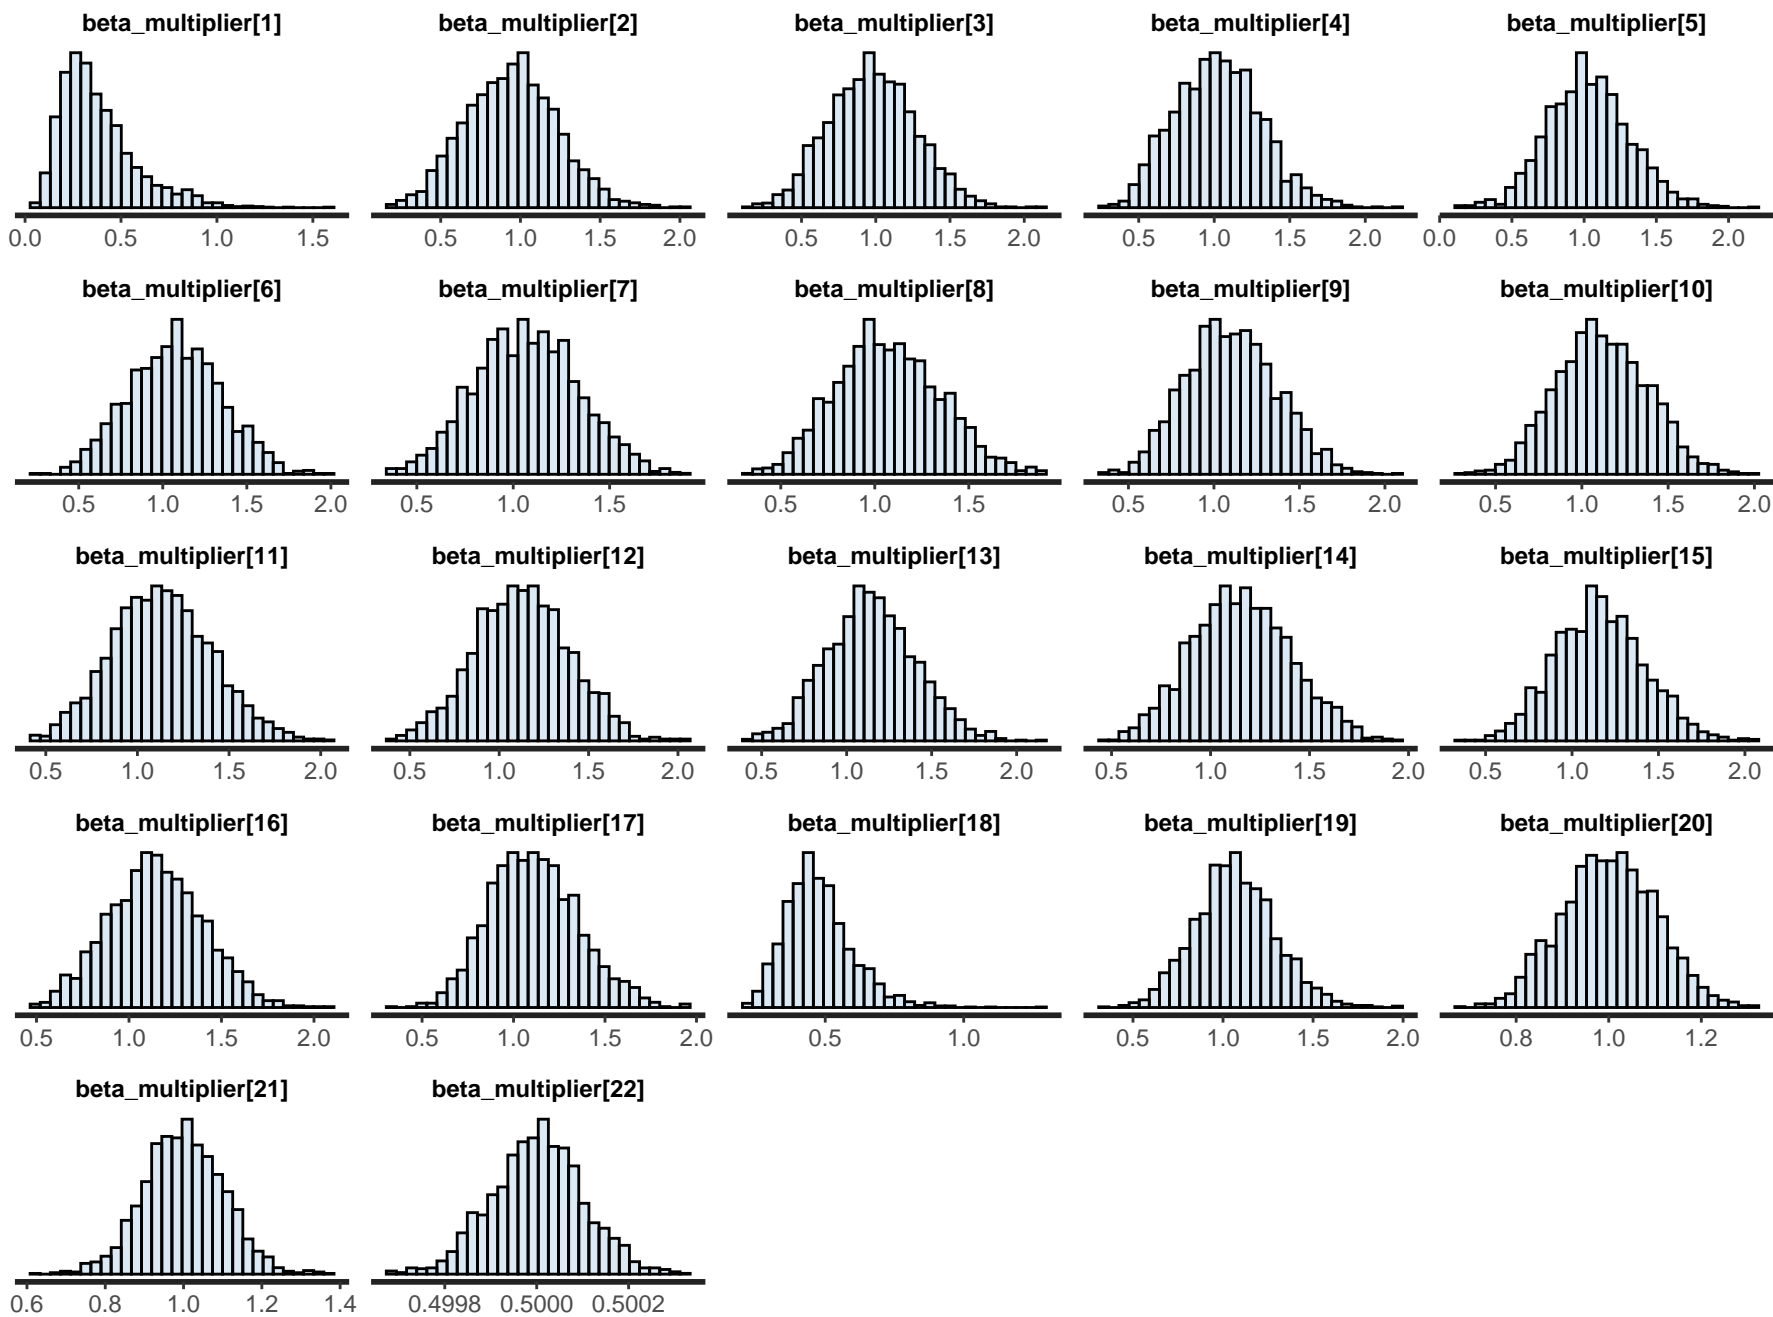 beta_multiplier[1] beta_multiplier[2] beta_multiplier[3] beta_multiplier[4] beta_multiplier[5]
0.0 0.5 1.0 1.5 0.5 1.0 1.5 2.0 0.5 1.0 1.5 2.0 0.5 1.0 1.5 2.0 0.0 0.5 1.0 1.5 2.0
beta_multiplier[6] beta_multiplier[7] beta_multiplier[8] beta_multiplier[9] beta_multiplier[10]
0.5 1.0 1.5 2.0 0.5 1.0 1.5 0.5 1.0 1.5 0.5 1.0 1.5 2.0 0.5 1.0 1.5 2.0
beta_multiplier[11] beta_multiplier[12] beta_multiplier[13] beta_multiplier[14] beta_multiplier[15]
0.5 1.0 1.5 2.0 0.5 1.0 1.5 2.0 0.5 1.0 1.5 2.0 0.5 1.0 1.5 2.0 0.5 1.0 1.5 2.0
beta_multiplier[16] beta_multiplier[17] beta_multiplier[18] beta_multiplier[19] beta_multiplier[20]
0.5 1.0 1.5 2.0 0.5 1.0 1.5 2.0 0.5 1.0 0.5 1.0 1.5 2.0 0.8 1.0 1.2
beta_multiplier[21] beta_multiplier[22]
0.6 0.8 1.0 1.2 1.4 0.4998 0.5000 0.5002